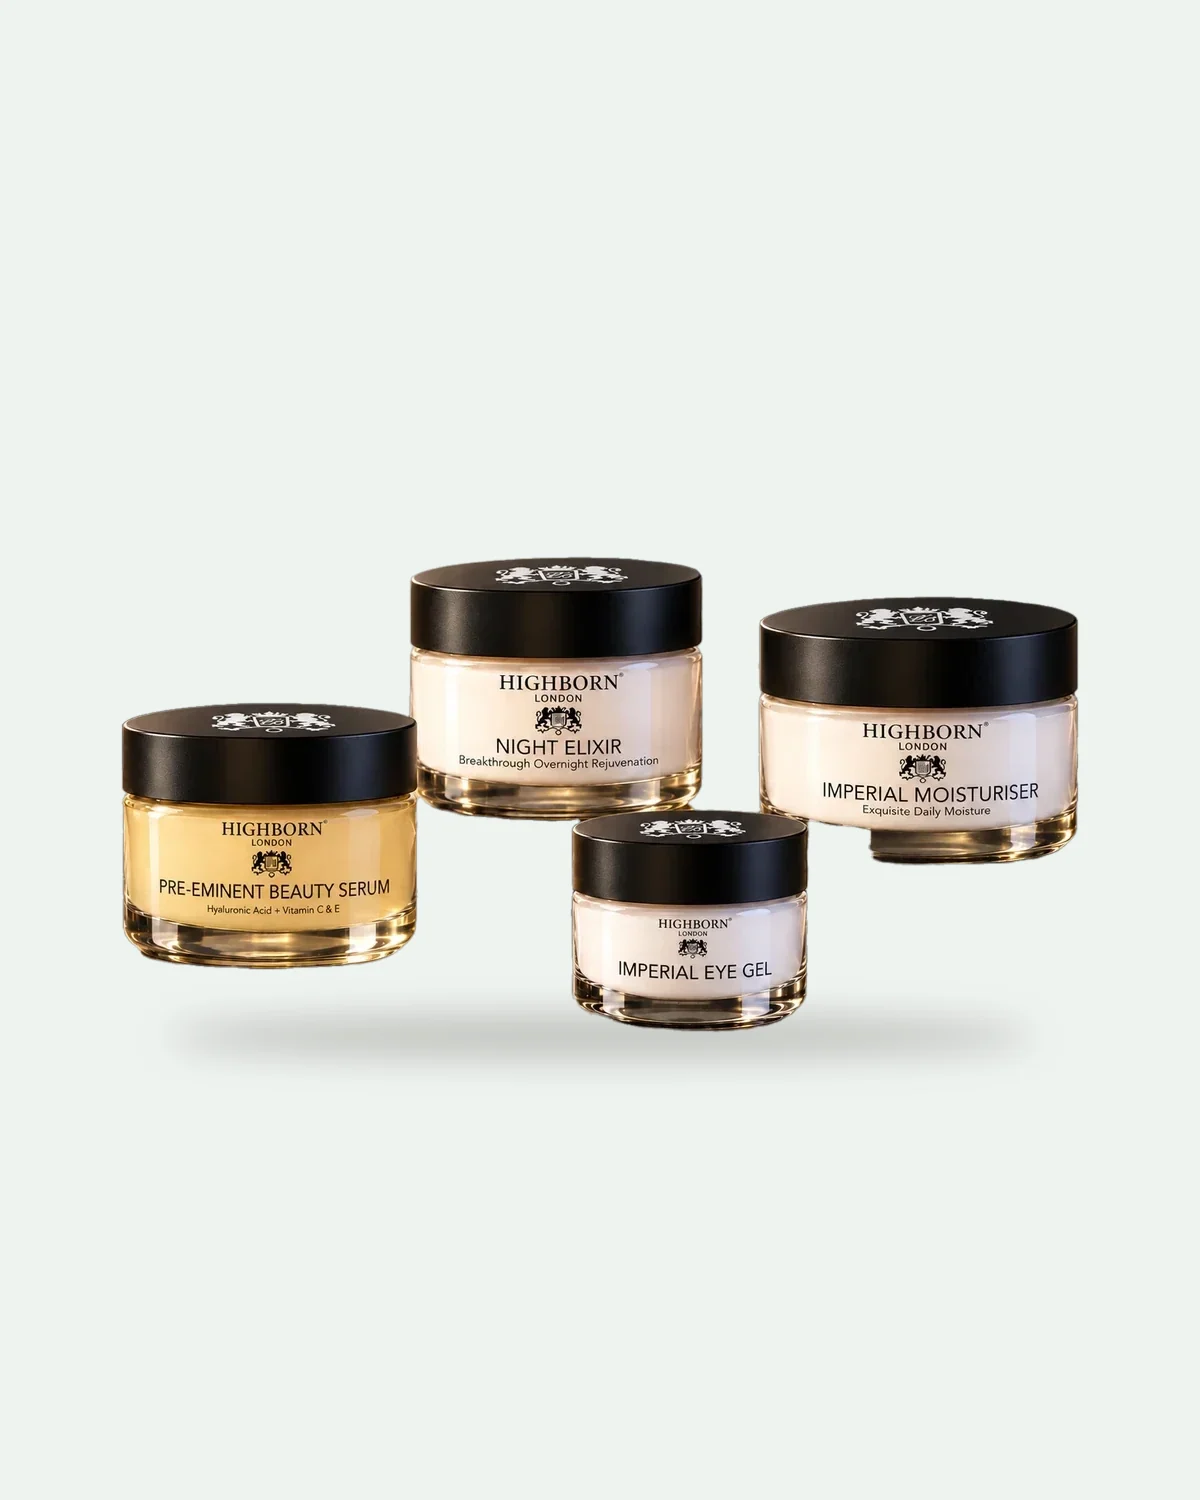 HIGHBORN®
LONDON
NIGHT ELIXIR
Breakthrough Overnight Rejuvenation
HIGHBORN®
LONDON
IMPERIAL MOISTURISER
Exquisite Daily Moisture
HIGHBORN®
LONDON
PRE-EMINENT BEAUTY SERUM
Hyaluronic Acid + Vitamin C & E
HIGHBORN®
LONDON
IMPERIAL EYE GEL